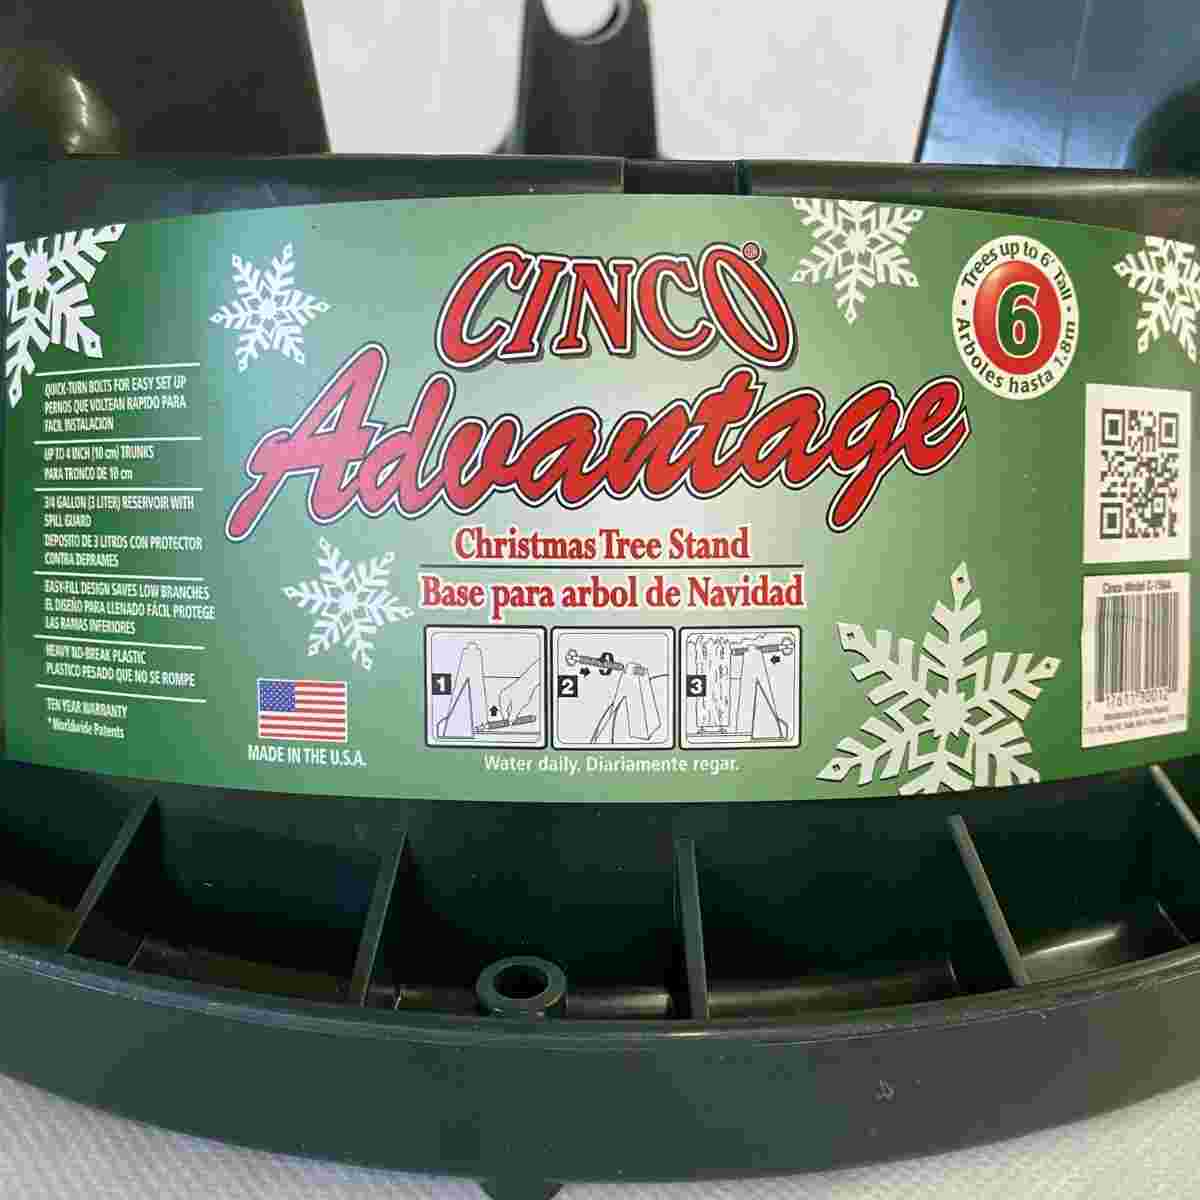 CINCO®
Advantage
Christmas Tree Stand
Base para arbol de Navidad
Trees up to 6' Tall
6
Arboles hasta 1.8m
QUICK-TURN BOLTS FOR EASY SET UP
PERNOS QUE VOLTEAN RAPIDO PARA
FACIL INSTALACION
UP TO 4 INCH (10 cm) TRUNKS
PARA TRONCO DE 10 cm
3/4 GALLON (3 LITER) RESERVOIR WITH
SPILL GUARD
DEPOSITO DE 3 LITROS CON PROTECTOR
CONTRA DERRAMES
EASY-FILL DESIGN SAVES LOW BRANCHES
EL DISEÑO PARA LLENADO FÁCIL PROTEGE
LAS RAMAS INFERIORES
HEAVY NO-BREAK PLASTIC
PLASTICO PESADO QUE NO SE ROMPE
TEN YEAR WARRANTY
*Worldwide Patents
MADE IN THE U.S.A.
1
2
3
Water daily. Diariamente regar.
Cinco Model